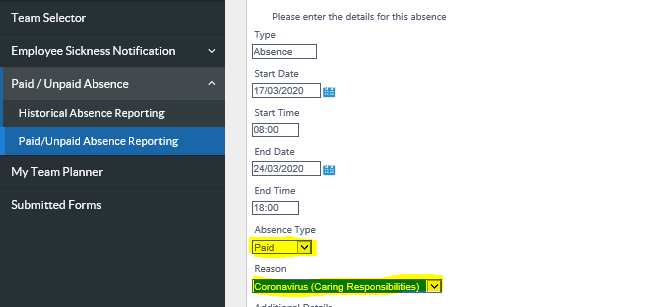 Team Selector
Employee Sickness Notification
Paid / Unpaid Absence
Historical Absence Reporting
Paid/Unpaid Absence Reporting
My Team Planner
Submitted Forms
Please enter the details for this absence
Type
Absence
Start Date
17/03/2020
Start Time
08:00
End Date
24/03/2020
End Time
18:00
Absence Type
Paid
Reason
Coronavirus (Caring Responsibilities)
Additional Details